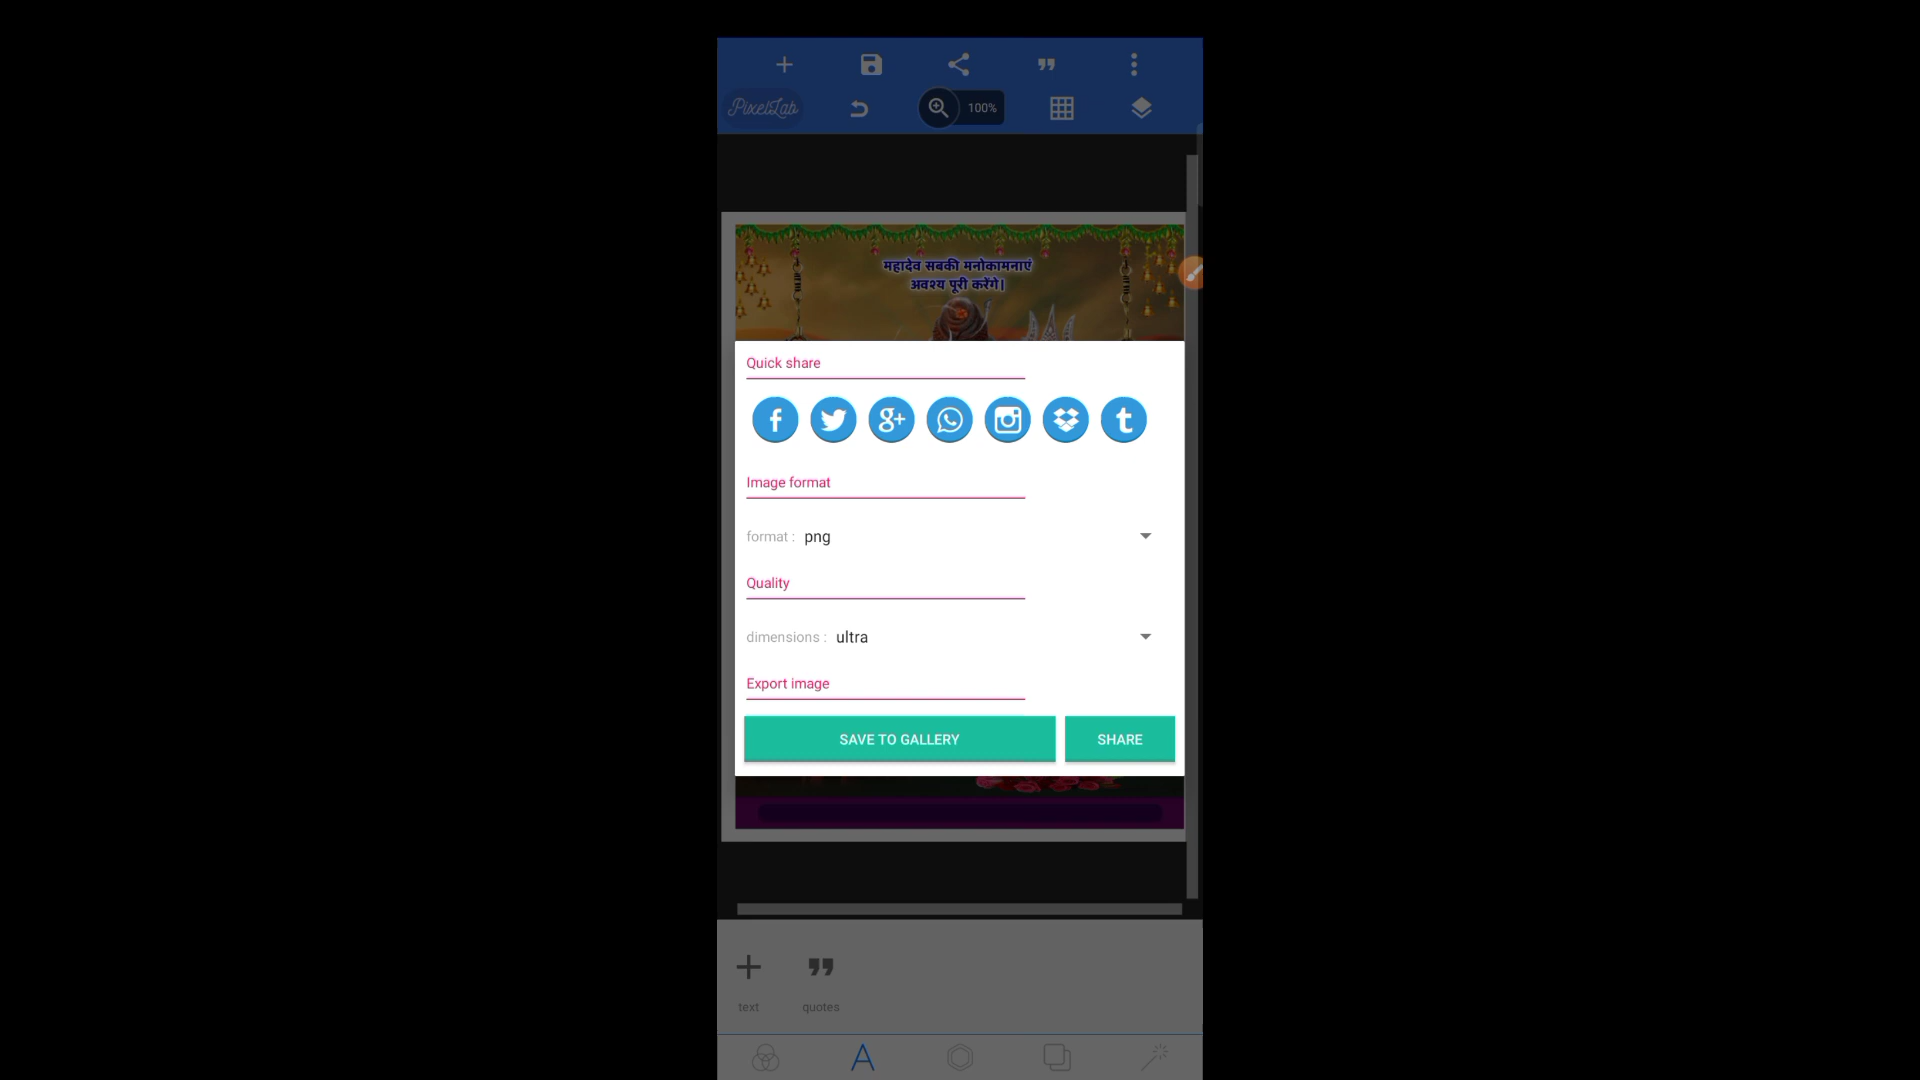 PixelLab
100%
महादेव सबकी मनोकामनाएं
अवश्य पूरी करेंगे।
Quick share
Image format
format : png
Quality
dimensions : ultra
Export image
SAVE TO GALLERY
SHARE
text
quotes